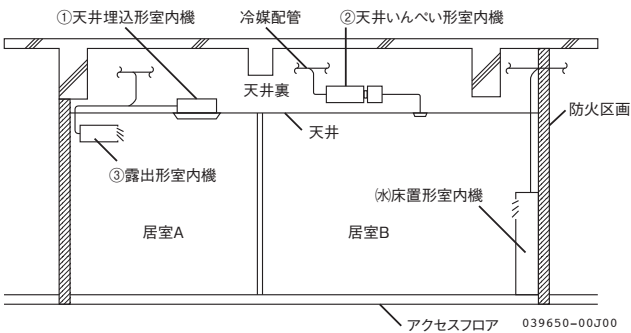 ①天井埋込形室内機
冷媒配管
②天井いんぺい形室内機
天井裏
防火区画
天井
③露出形室内機
㈬床置形室内機
居室A
居室B
アクセスフロア
039650-00J00